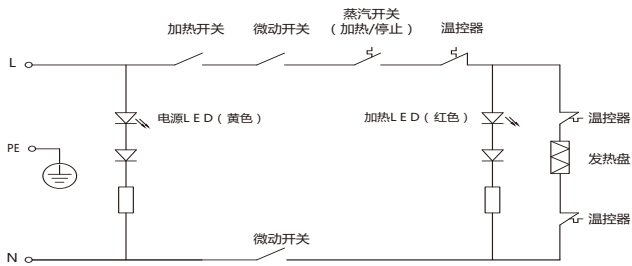 蒸汽开关
加热开关 微动开关 (加热/停止) 温控器
L
电源LED(黄色) 加热LED(红色) 温控器
PE
发热盘
温控器
微动开关
N